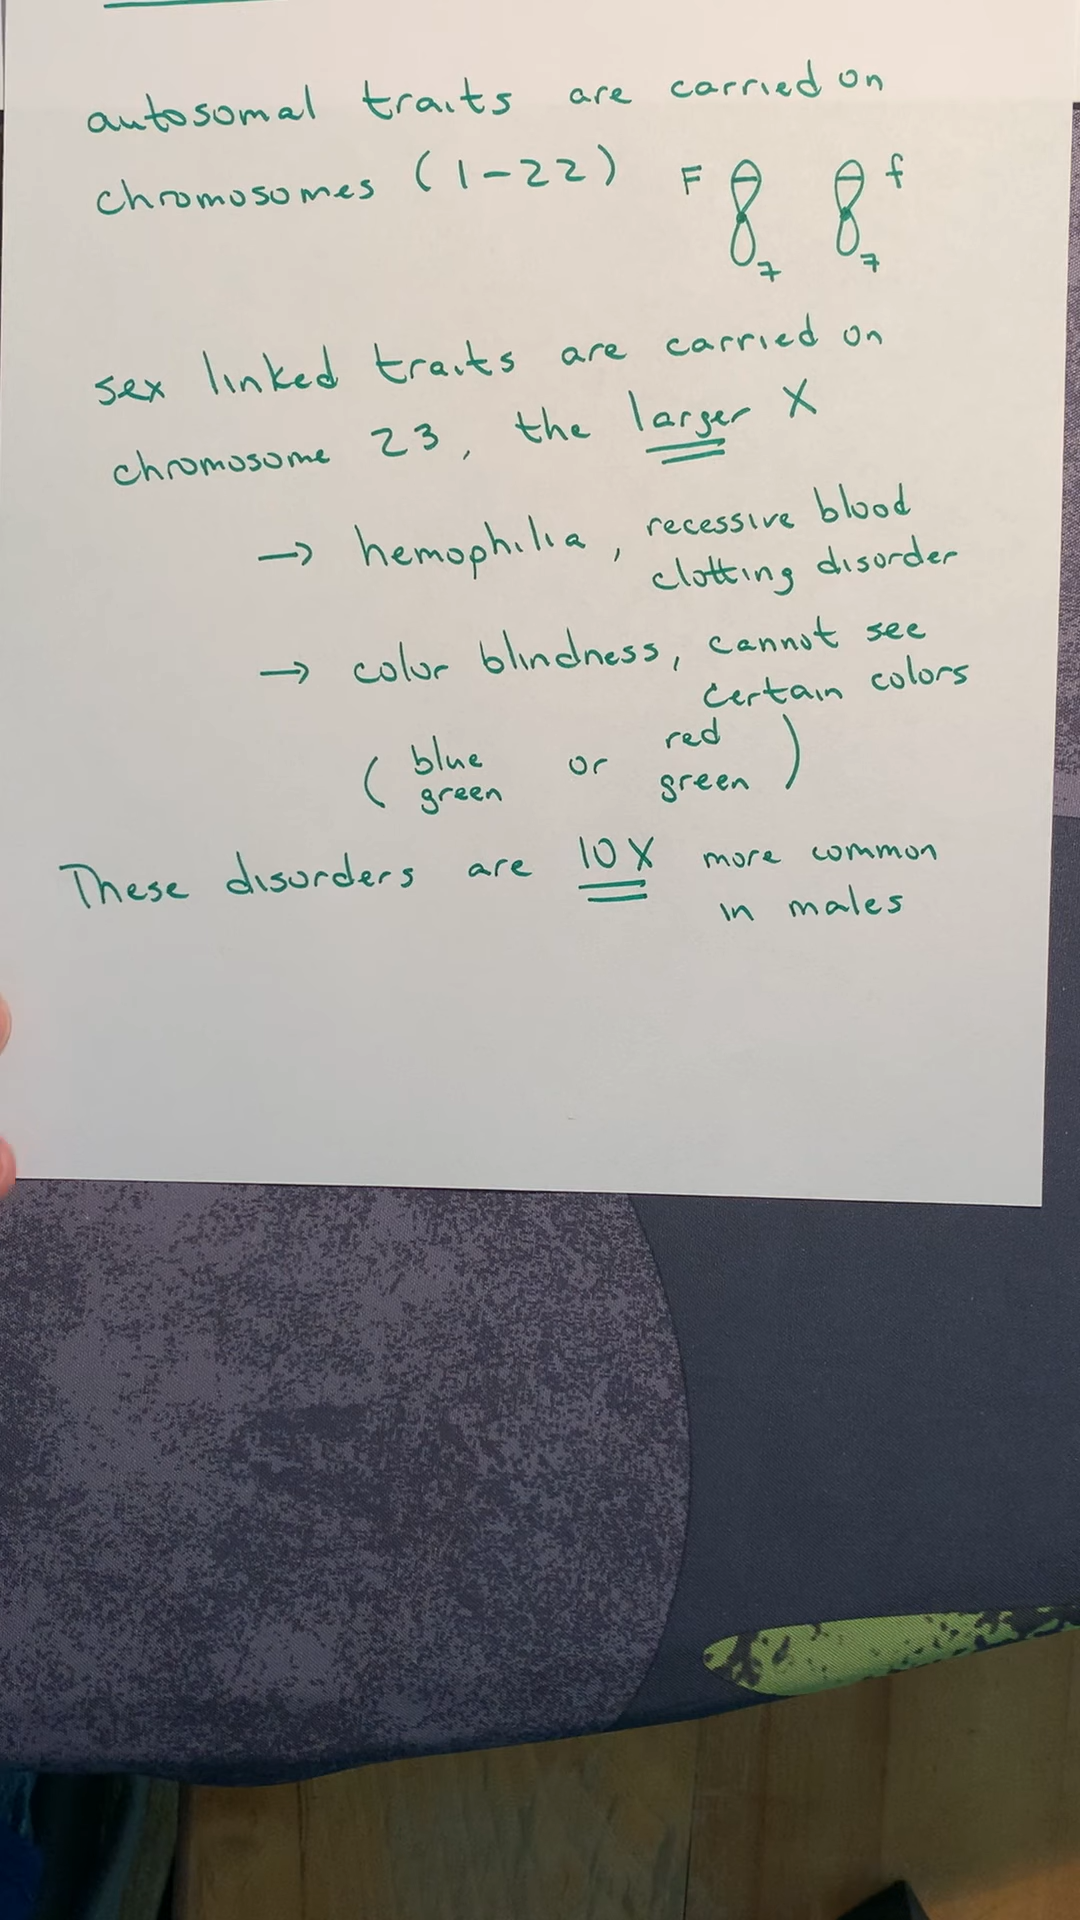 autosomal traits are carried on
chromosomes (1-22) F f
7 7
sex linked traits are carried on
chromosome 23, the larger X
→ hemophilia, recessive blood
clotting disorder
→ color blindness, cannot see
certain colors
( blue or red )
green green
These disorders are 10X more common
in males